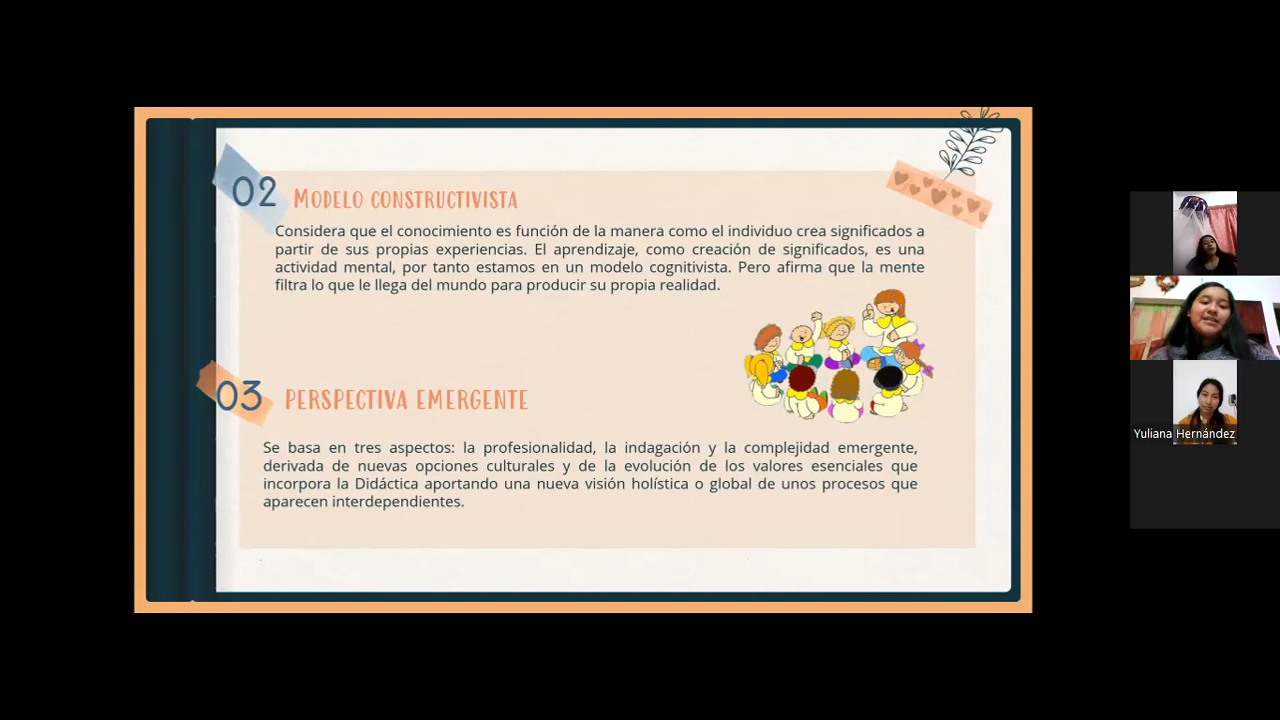 02 MODELO CONSTRUCTIVISTA
Considera que el conocimiento es función de la manera como el individuo crea significados a
partir de sus propias experiencias. El aprendizaje, como creación de significados, es una
actividad mental, por tanto estamos en un modelo cognitivista. Pero afirma que la mente
filtra lo que le llega del mundo para producir su propia realidad.
03 PERSPECTIVA EMERGENTE
Se basa en tres aspectos: la profesionalidad, la indagación y la complejidad emergente,
derivada de nuevas opciones culturales y de la evolución de los valores esenciales que
incorpora la Didáctica aportando una nueva visión holística o global de unos procesos que
aparecen interdependientes.
Yuliana Hernández